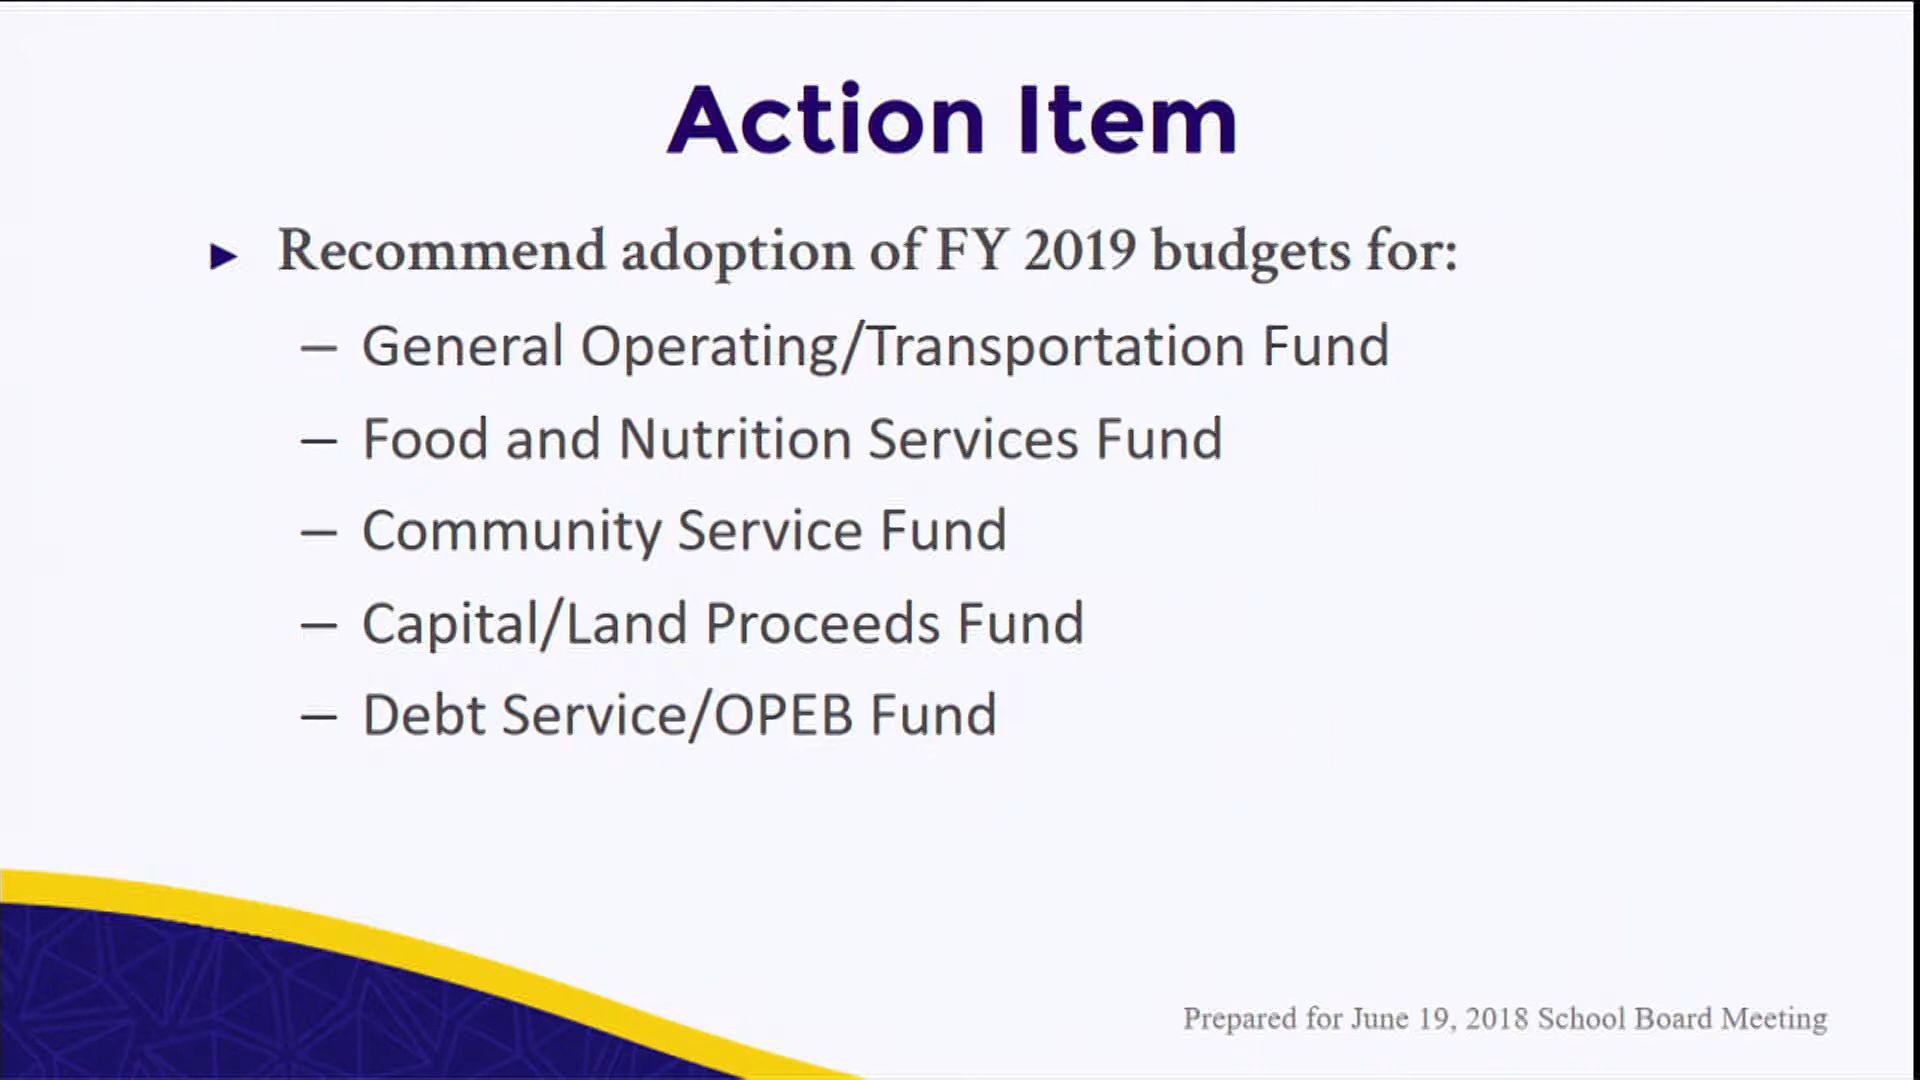 Action Item
► Recommend adoption of FY 2019 budgets for:
– General Operating/Transportation Fund
– Food and Nutrition Services Fund
– Community Service Fund
– Capital/Land Proceeds Fund
– Debt Service/OPEB Fund
Prepared for June 19, 2018 School Board Meeting